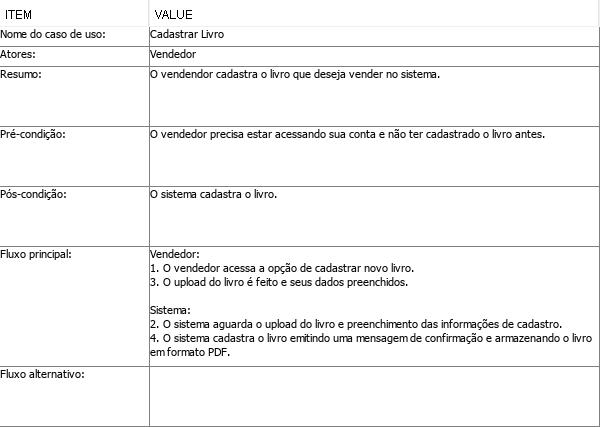 ITEM VALUE
Nome do caso de uso: Cadastrar Livro
Atores: Vendedor
Resumo: O vendendor cadastra o livro que deseja vender no sistema.
Pré-condição: O vendedor precisa estar acessando sua conta e não ter cadastrado o livro antes.
Pós-condição: O sistema cadastra o livro.
Fluxo principal: Vendedor:
1. O vendedor acessa a opção de cadastrar novo livro.
3. O upload do livro é feito e seus dados preenchidos.
Sistema:
2. O sistema aguarda o upload do livro e preenchimento das informações de cadastro.
4. O sistema cadastra o livro emitindo uma mensagem de confirmação e armazenando o livro
em formato PDF.
Fluxo alternativo: